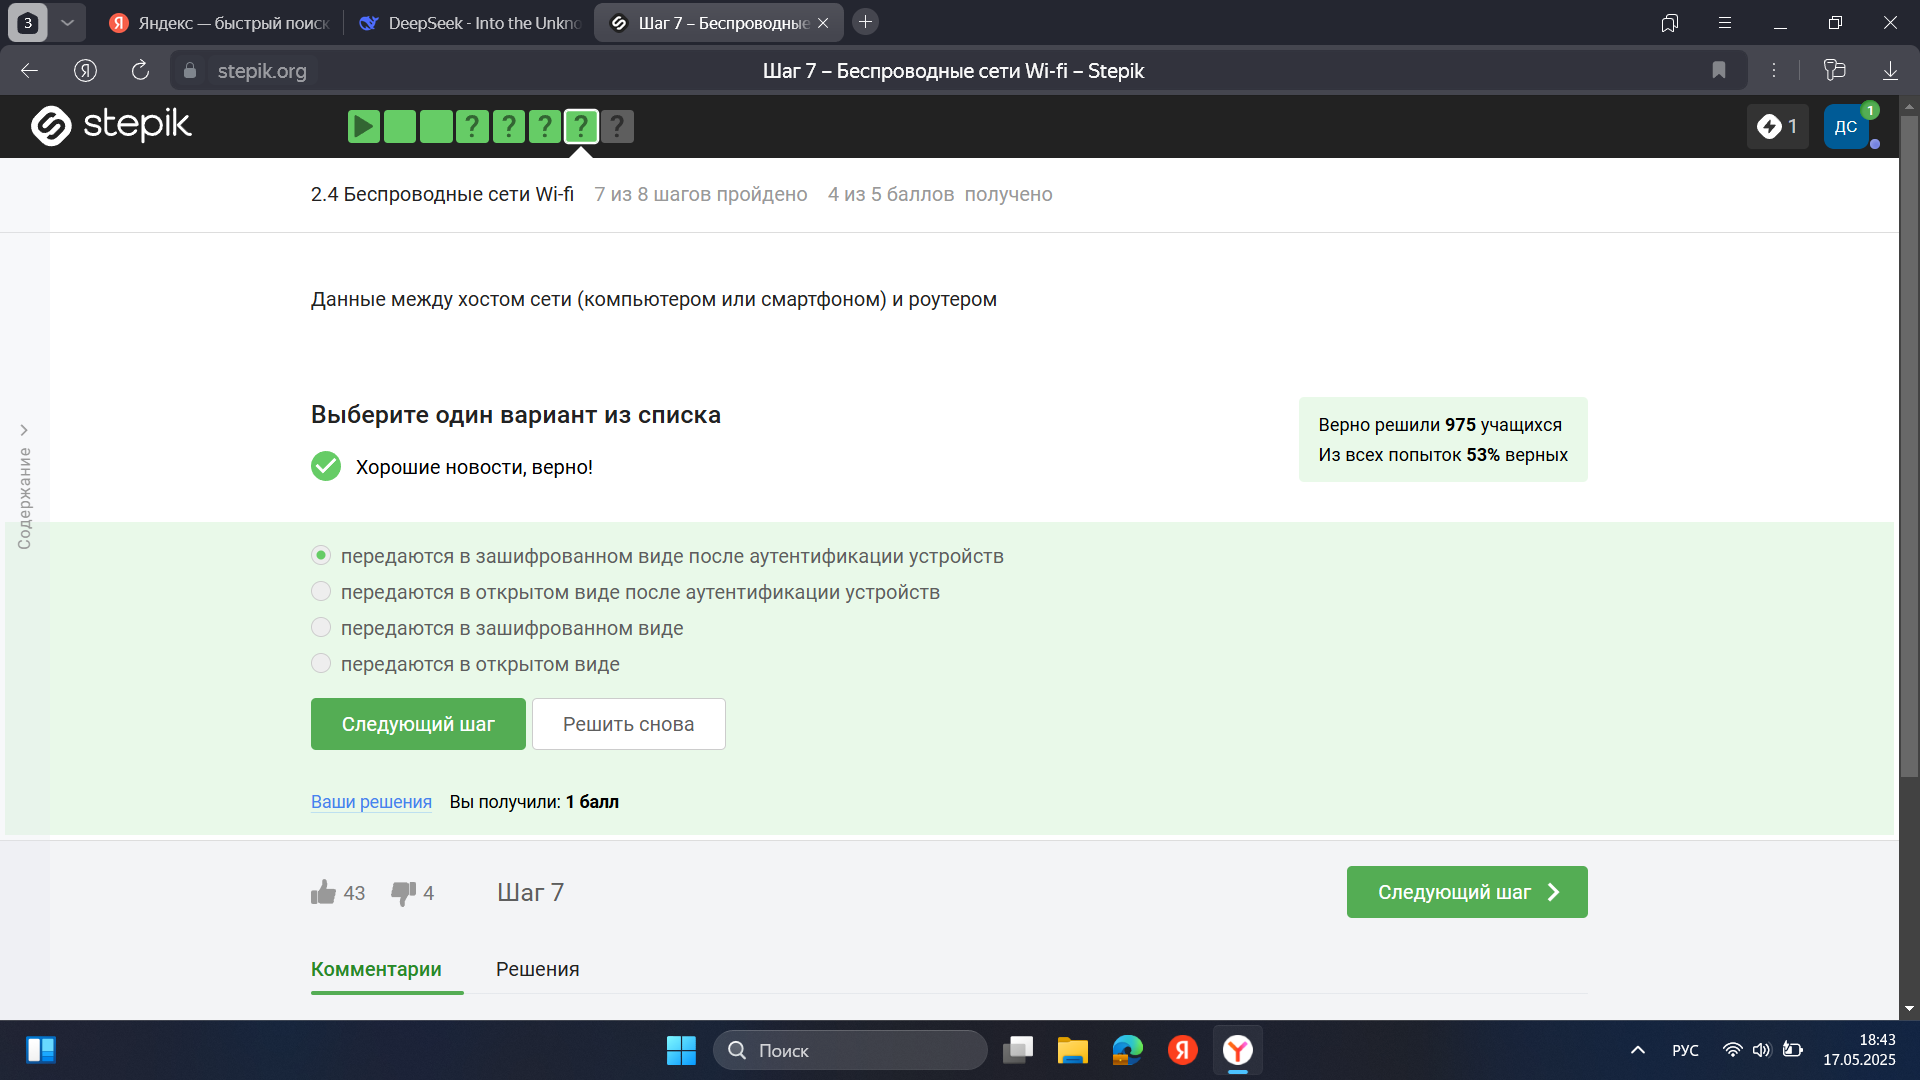 3
Яндекс — быстрый поиск
DeepSeek - Into the Unkno
Шаг 7 – Беспроводные
stepik.org
Шаг 7 – Беспроводные сети Wi-fi – Stepik
stepik
? ? ? ? ?
1
ДС
1
2.4 Беспроводные сети Wi-fi 7 из 8 шагов пройдено 4 из 5 баллов получено
Содержание
Данные между хостом сети (компьютером или смартфоном) и роутером
Выберите один вариант из списка
Хорошие новости, верно!
Верно решили 975 учащихся
Из всех попыток 53% верных
передаются в зашифрованном виде после аутентификации устройств
передаются в открытом виде после аутентификации устройств
передаются в зашифрованном виде
передаются в открытом виде
Следующий шаг
Решить снова
Ваши решения Вы получили: 1 балл
43
4
Шаг 7
Следующий шаг
Комментарии
Решения
Поиск
РУС
18:43
17.05.2025